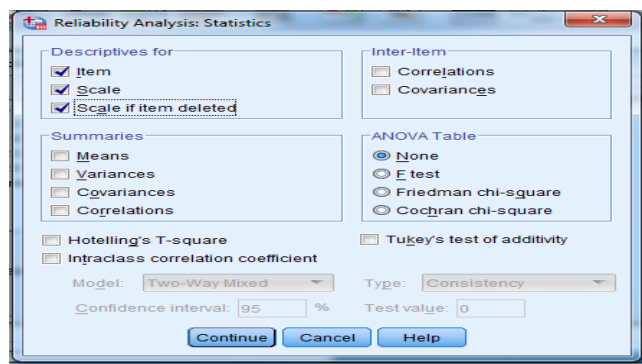 Reliability Analysis: Statistics
Descriptives for
Item
Scale
Scale if item deleted
Inter-Item
Correlations
Covariances
Summaries
Means
Variances
Covariances
Correlations
ANOVA Table
None
F test
Friedman chi-square
Cochran chi-square
Hotelling's T-square
Tukey's test of additivity
Intraclass correlation coefficient
Model: Two-Way Mixed Type: Consistency
Confidence interval: 95 % Test value: 0
Continue Cancel Help